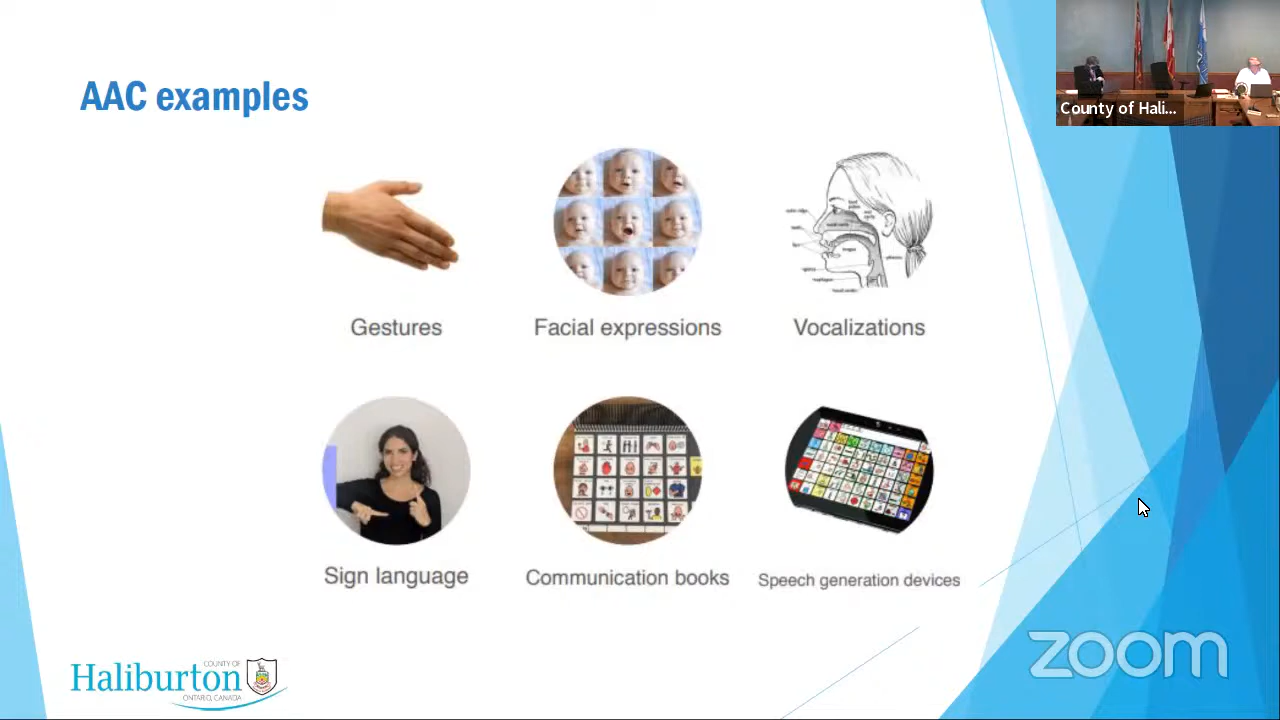 AAC examples
County of Hali...
Gestures
Facial expressions
Vocalizations
Sign language
Communication books
Speech generation devices
COUNTY OF
Haliburton
ONTARIO, CANADA
zoom